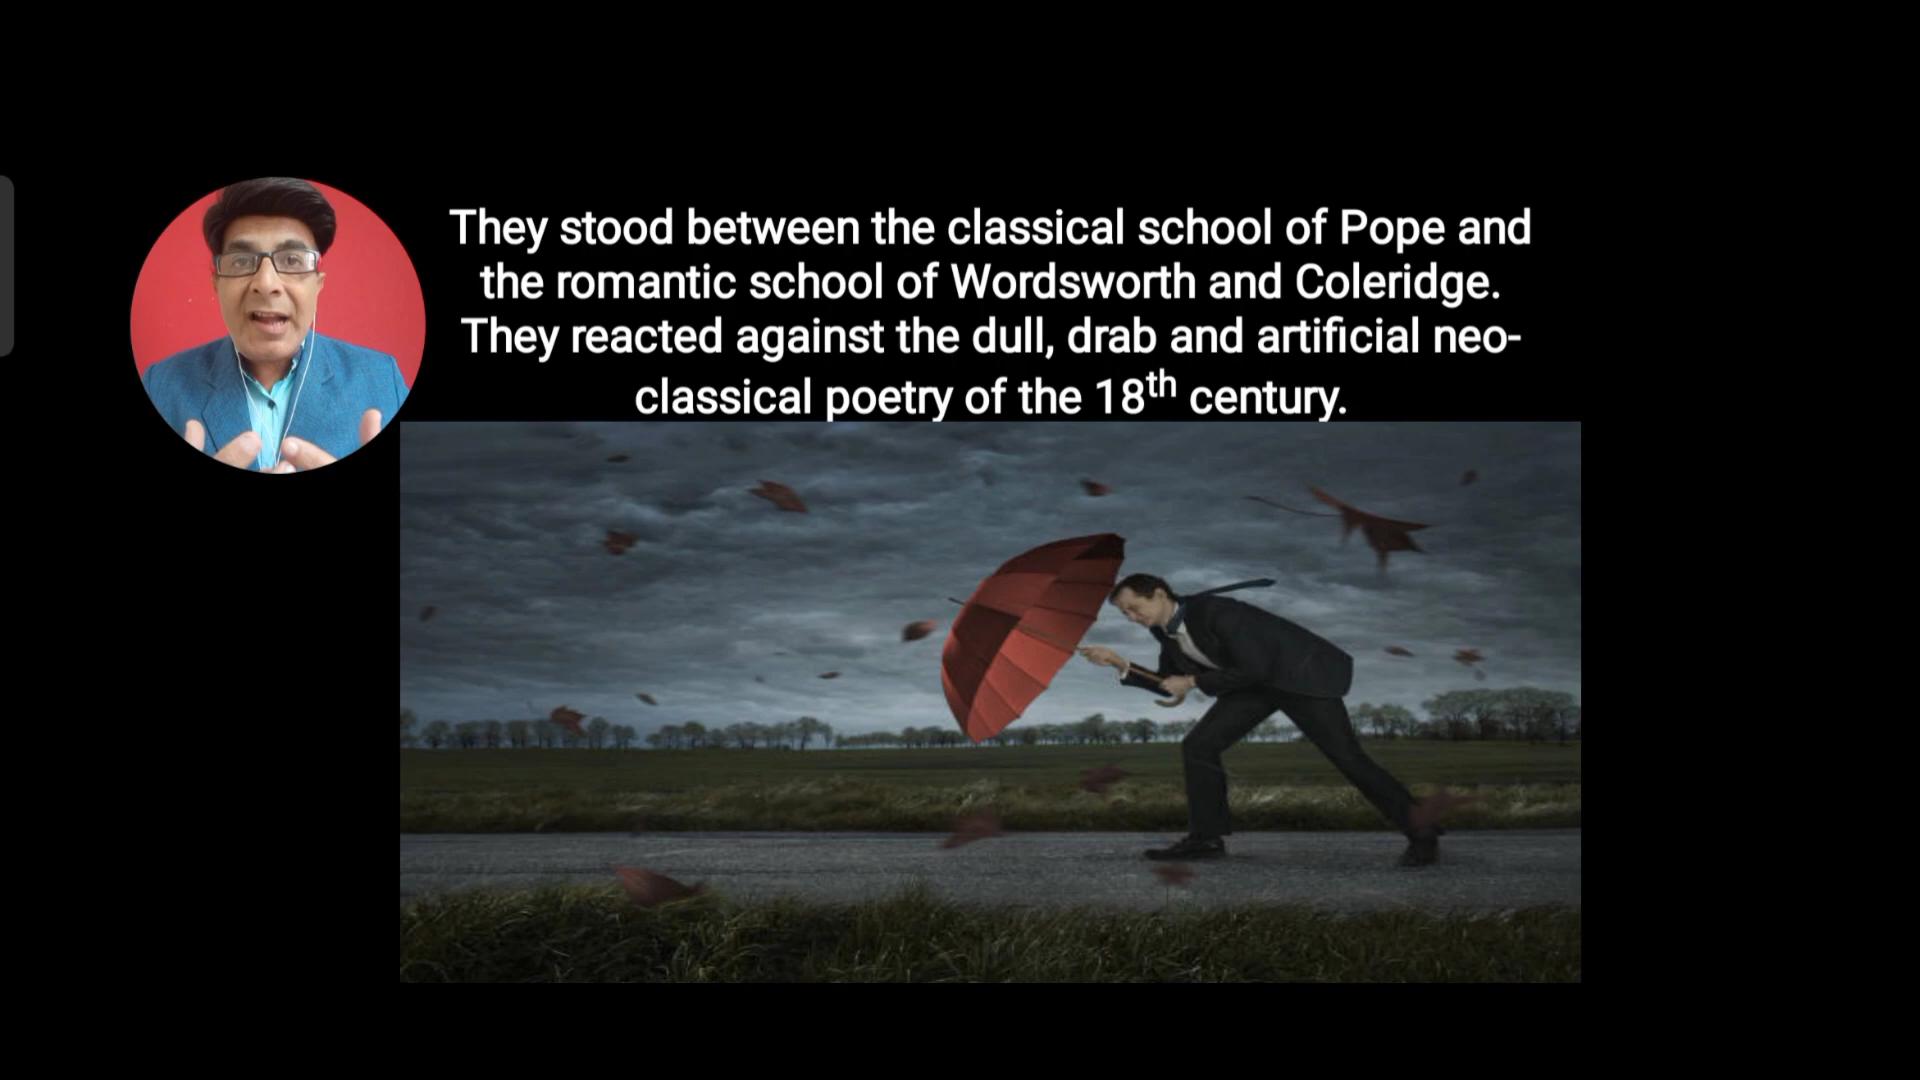 They stood between the classical school of Pope and
the romantic school of Wordsworth and Coleridge.
They reacted against the dull, drab and artificial neo-
classical poetry of the 18th century.